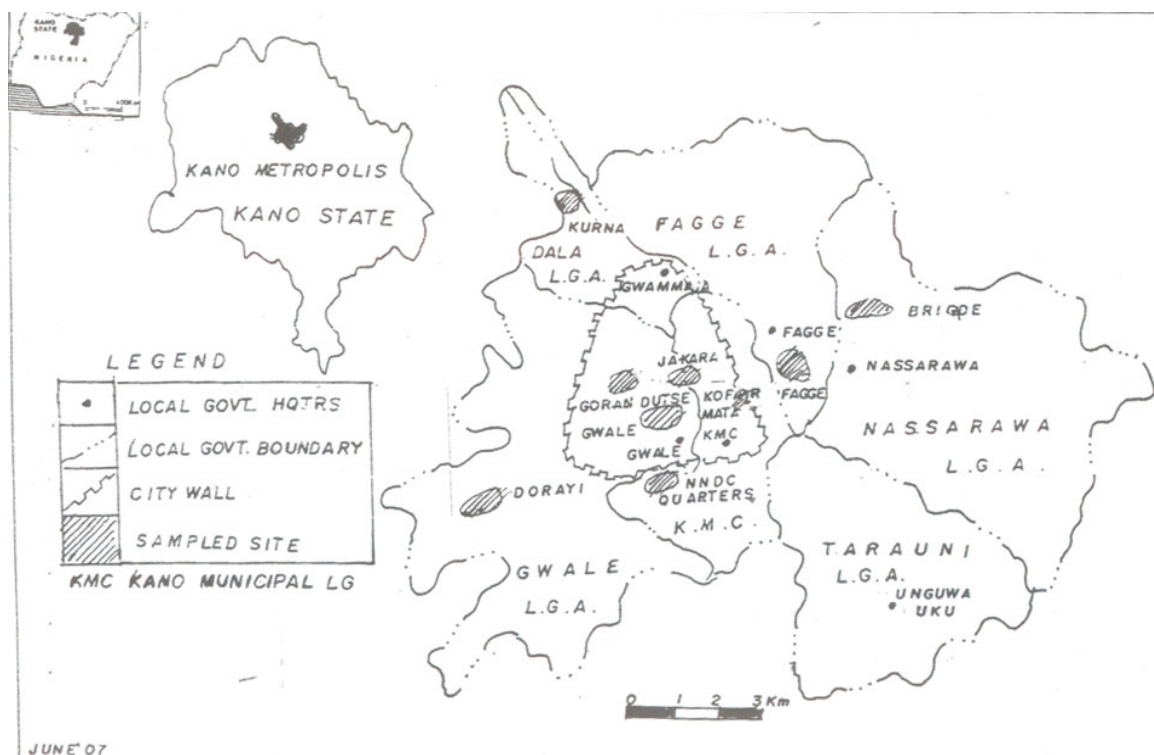 KANO
STATE
NIGERIA
KANO METROPOLIS
KANO STATE
LEGEND
LOCAL GOVT. HQTRS
LOCAL GOVT. BOUNDARY
CITY WALL
SAMPLED SITE
KMC KANO MUNICIPAL LG
KURNA
FAGGE
L.G.A.
DALA
L.G.A.
GWAMMAJA
BRIGDE
FAGGE
NASSARAWA
JAKARA
FAGGE
GORAN DUTSE
KOFAR
MATA
GWALE
KMC
GWALE
NASSARAWA
L.G.A.
DORAYI
NNDC
QUARTERS
K.M.C.
GWALE
L.G.A.
TARAUNI
L.G.A.
UNGUWA
UKU
0 1 2 3 Km
JUNE'07